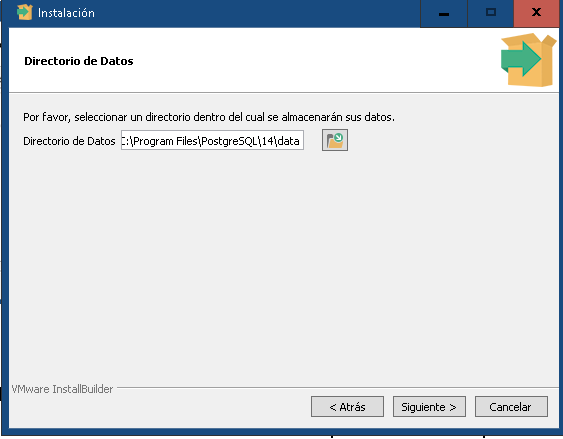 Instalación
Directorio de Datos
Por favor, seleccionar un directorio dentro del cual se almacenarán sus datos.
Directorio de Datos C:\Program Files\PostgreSQL\14\data
VMware InstallBuilder
< Atrás Siguiente > Cancelar